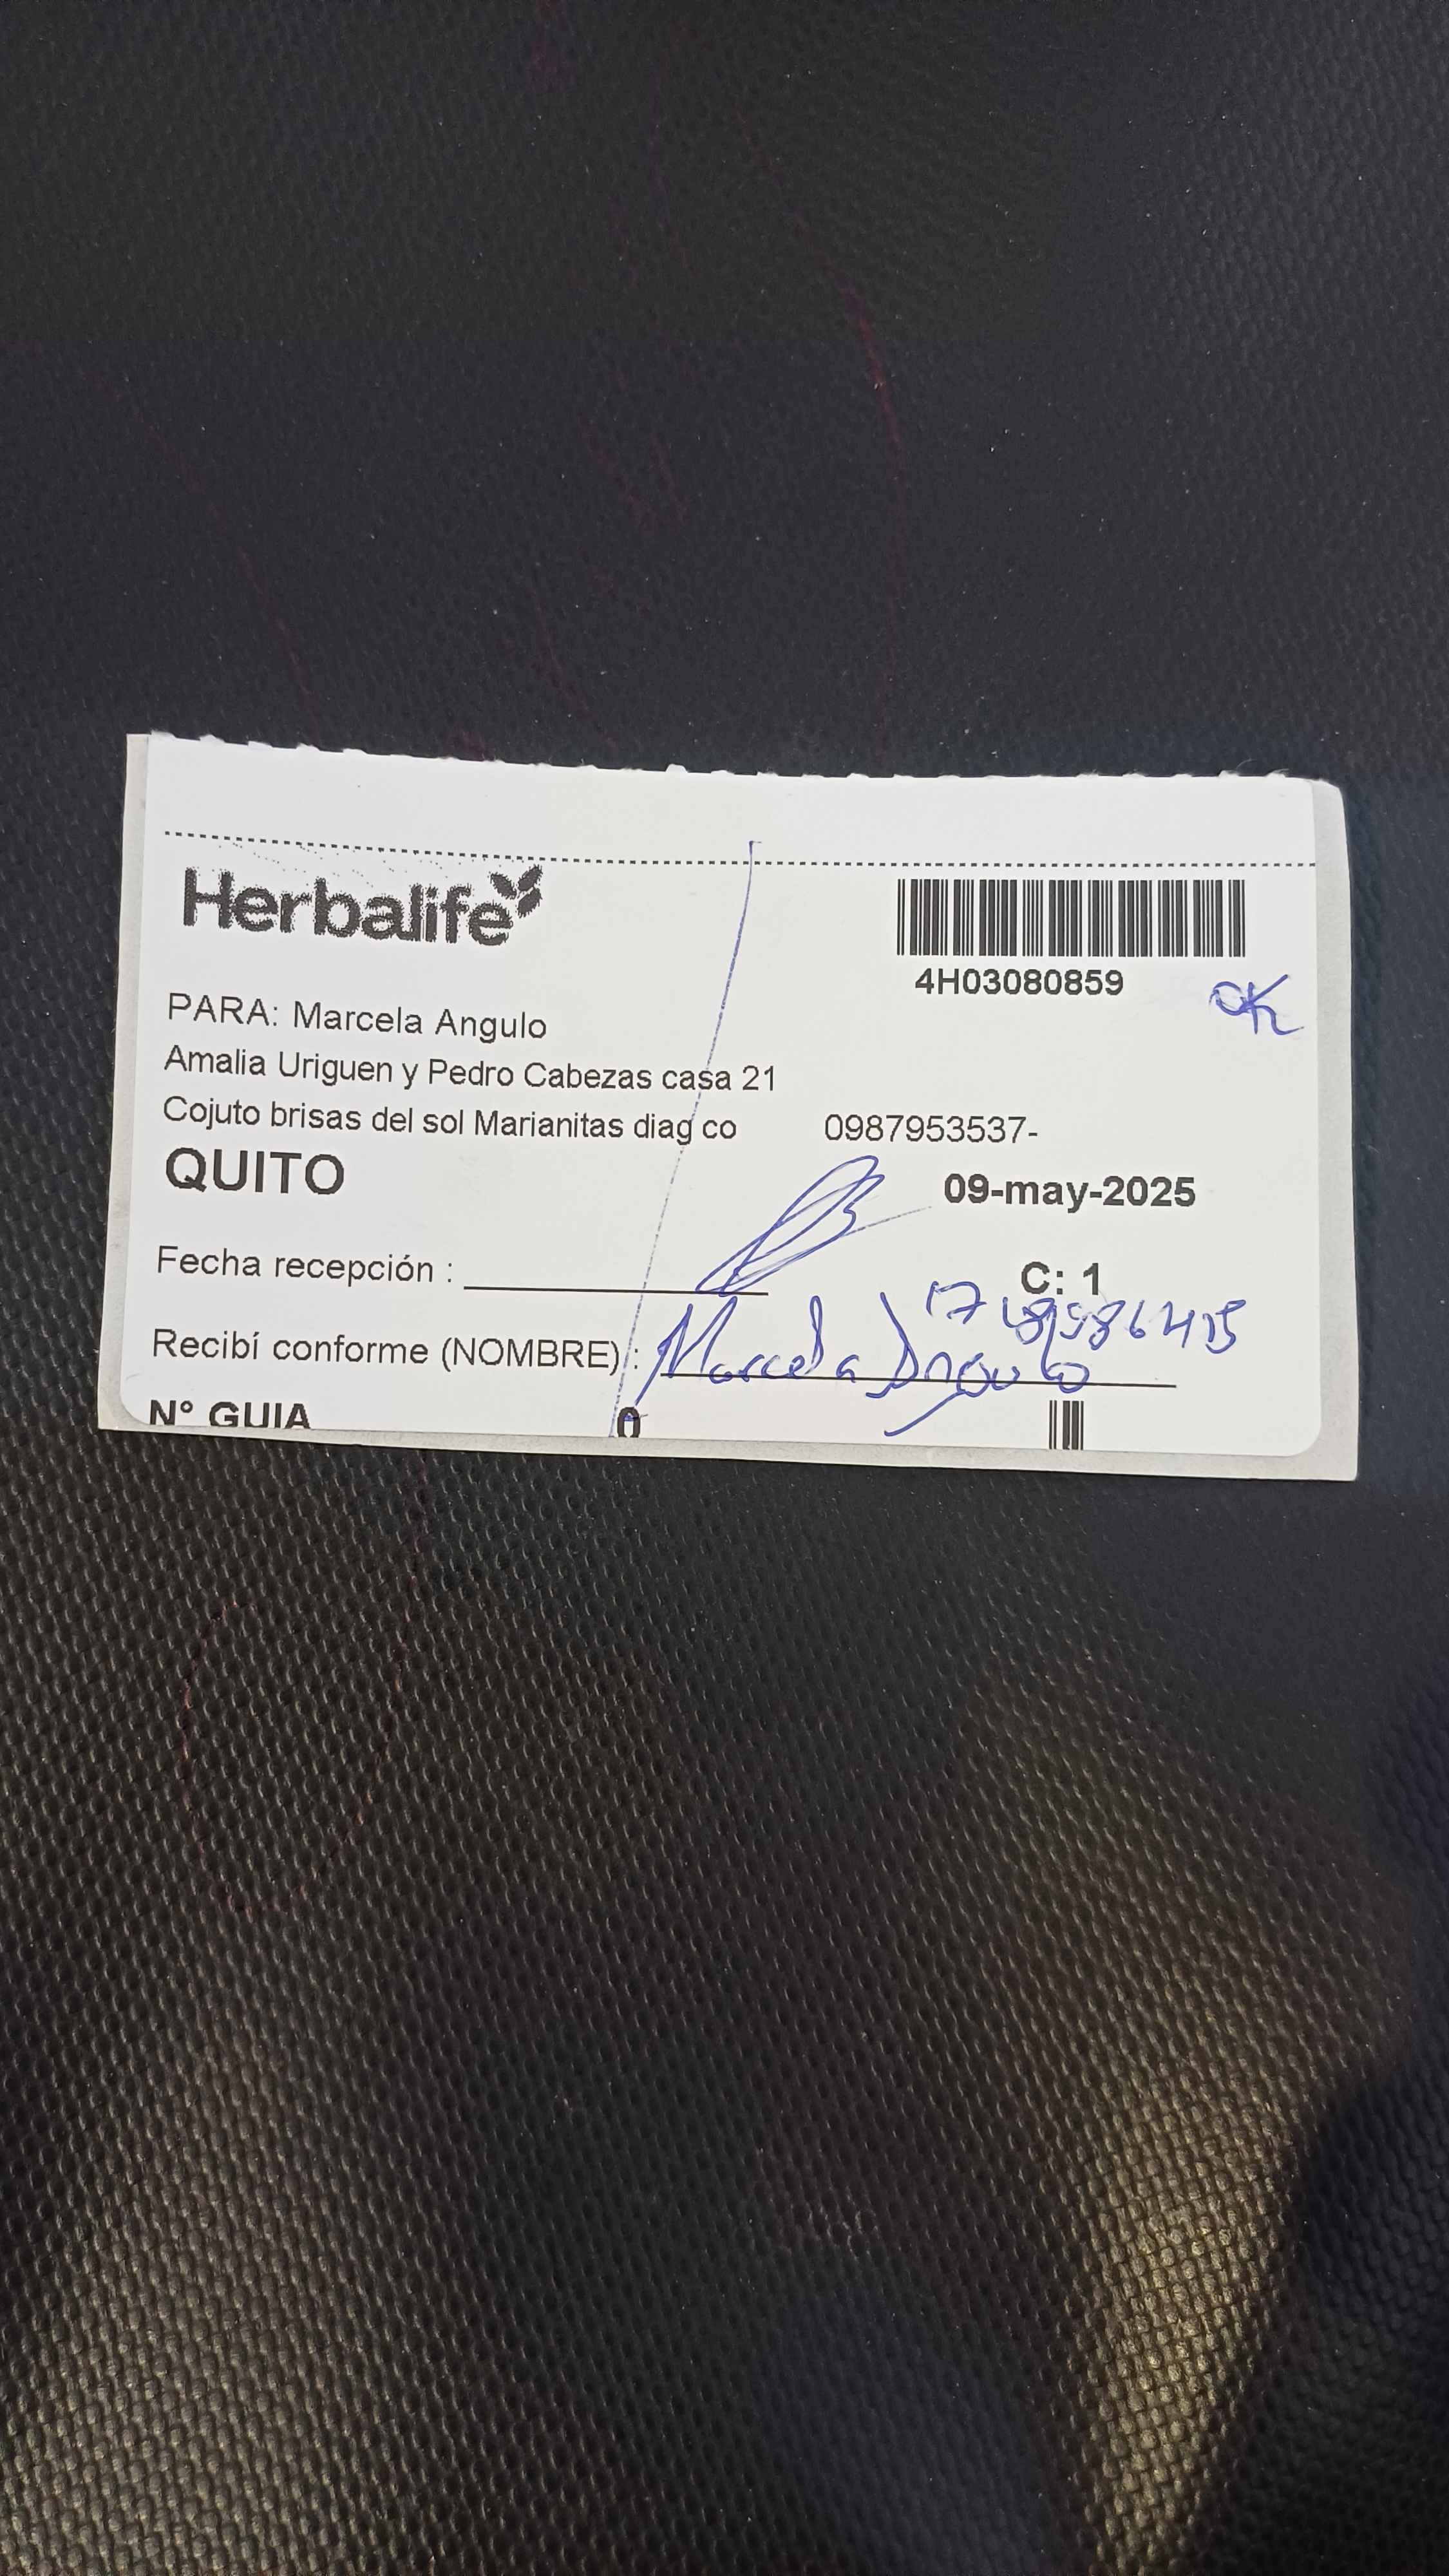 Herbalife
4H03080859
OK
PARA: Marcela Angulo
Amalia Uriguen y Pedro Cabezas casa 21
Cojuto brisas del sol Marianitas diag co 0987953537-
QUITO 09-may-2025
Fecha recepción : C: 1
Recibí conforme (NOMBRE) : Marcela Angulo
N° GUIA 0